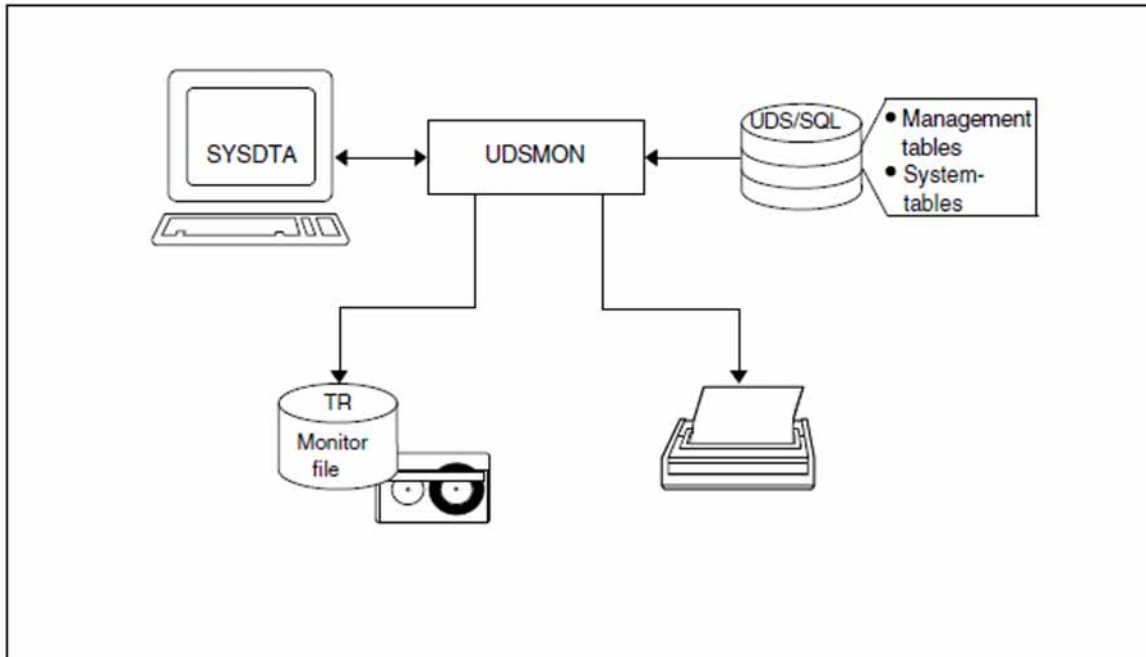 SYSDTA
UDSMON
UDS/SQL
● Management
tables
● System-
tables
TR
Monitor
file